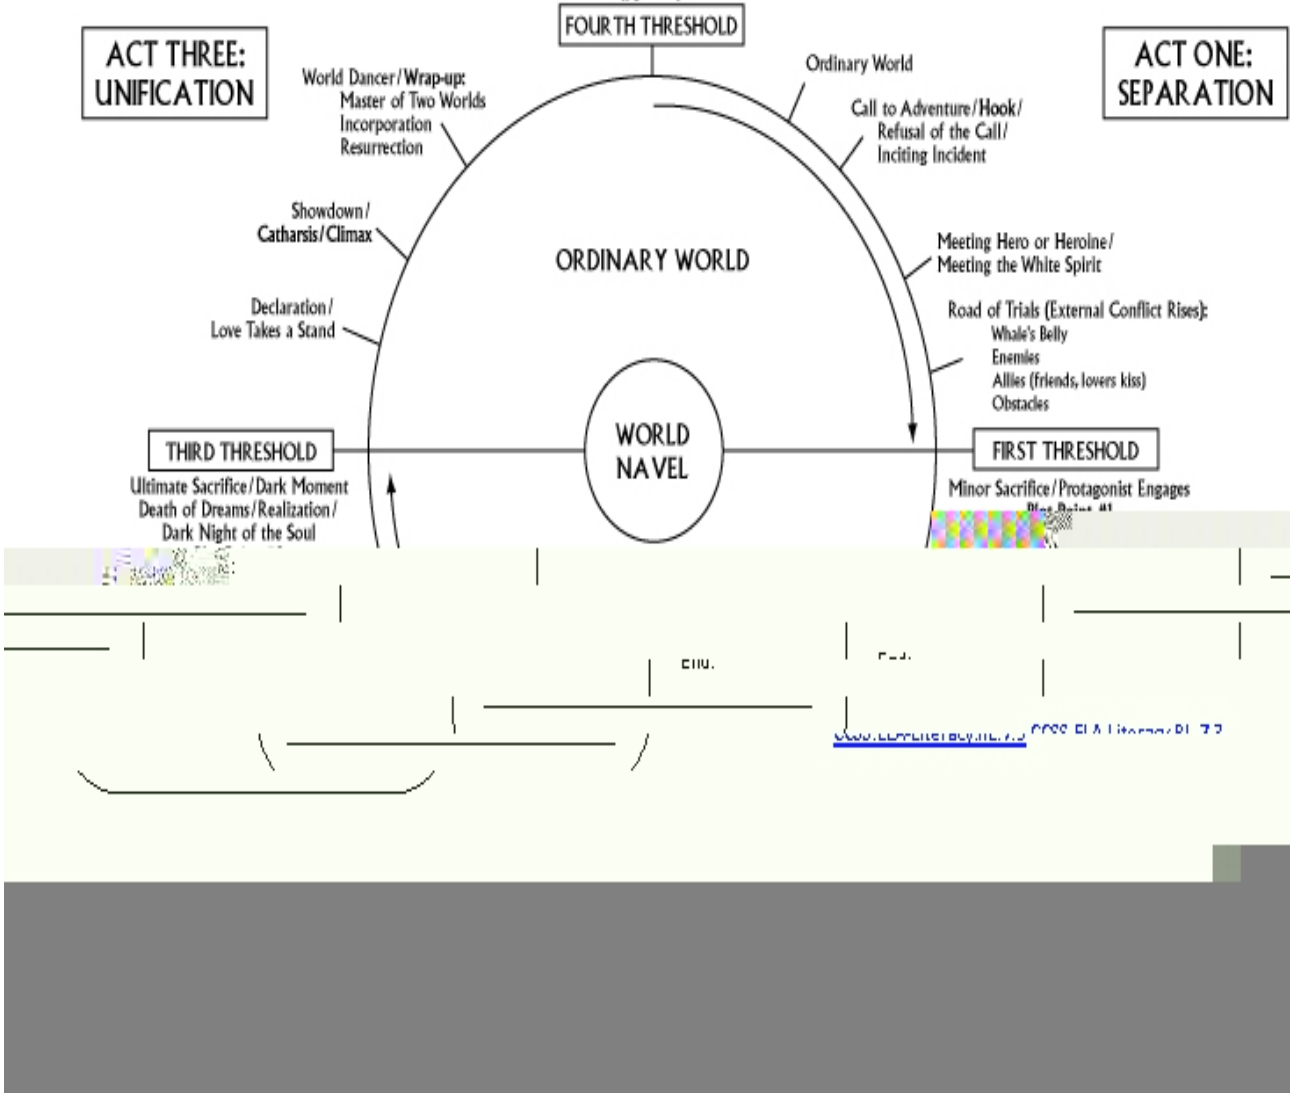 FOURTH THRESHOLD
ACT THREE:
UNIFICATION
ACT ONE:
SEPARATION
Ordinary World
World Dancer/Wrap-up:
Master of Two Worlds
Incorporation
Resurrection
Call to Adventure/Hook/
Refusal of the Call/
Inciting Incident
Showdown/
Catharsis/Climax
ORDINARY WORLD
Meeting Hero or Heroine/
Meeting the White Spirit
Declaration/
Love Takes a Stand
Road of Trials (External Conflict Rises):
Whale's Belly
Enemies
Allies (friends, lovers kiss)
Obstacles
WORLD
NAVEL
THIRD THRESHOLD
FIRST THRESHOLD
Ultimate Sacrifice/Dark Moment
Death of Dreams/Realization/
Dark Night of the Soul
Minor Sacrifice/Protagonist Engages